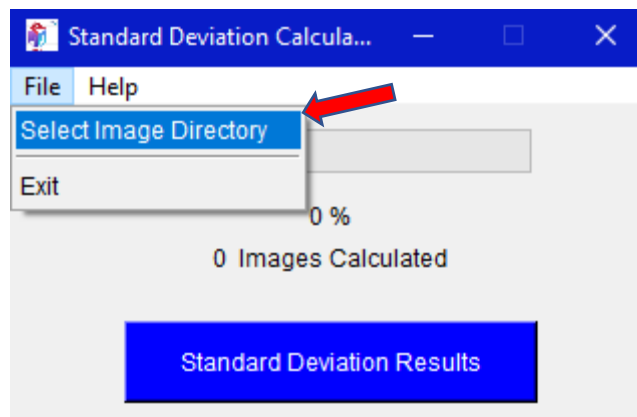 Standard Deviation Calcula...
File Help
Select Image Directory
Exit
0 %
0 Images Calculated
Standard Deviation Results